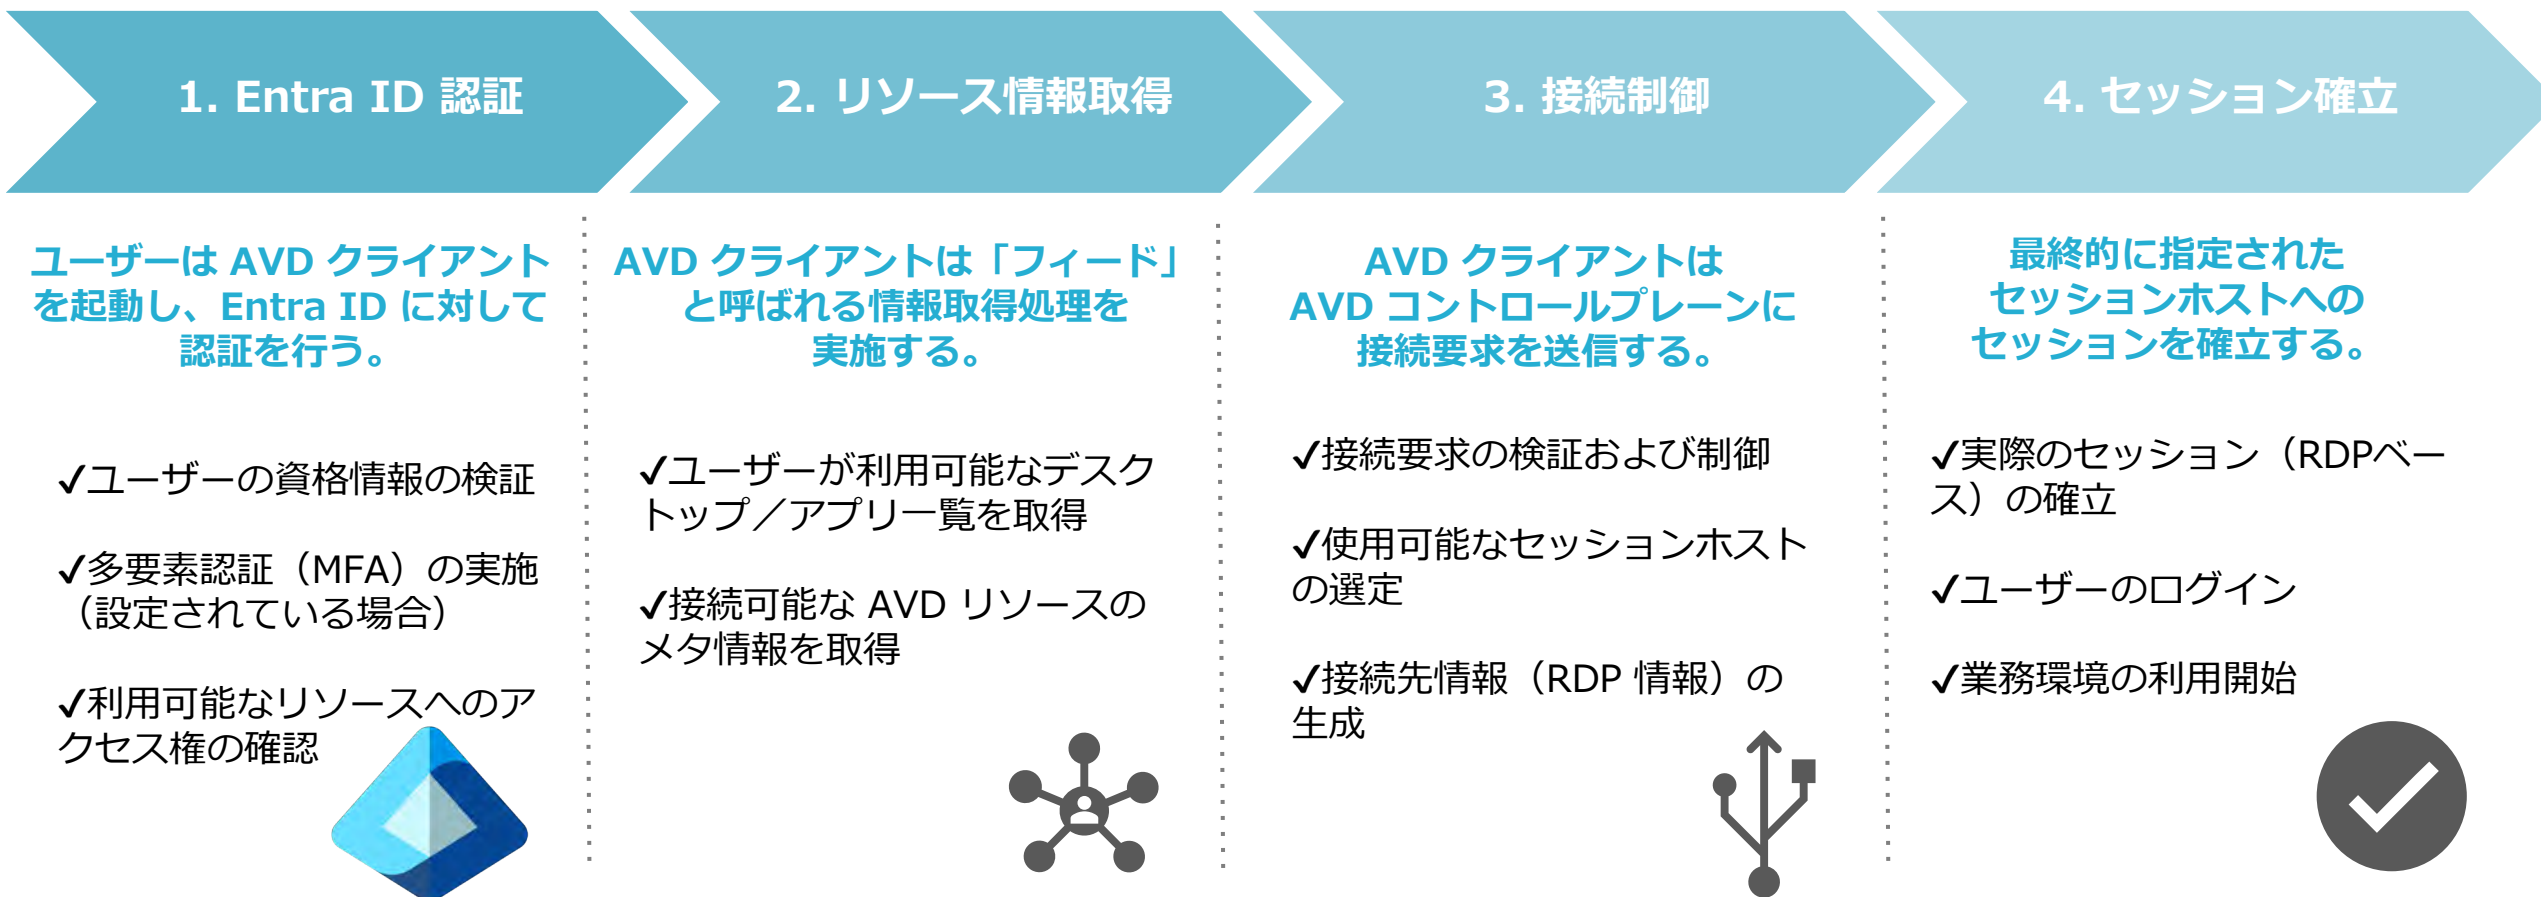 1. Entra ID 認証
2. リソース情報取得
3. 接続制御
4. セッション確立
ユーザーは AVD クライアント
を起動し、Entra ID に対して
認証を行う。
✓ユーザーの資格情報の検証
✓多要素認証（MFA）の実施
（設定されている場合）
✓利用可能なリソースへのア
クセス権の確認
AVD クライアントは「フィード」
と呼ばれる情報取得処理を
実施する。
✓ユーザーが利用可能なデスク
トップ／アプリ一覧を取得
✓接続可能な AVD リソースの
メタ情報を取得
AVD クライアントは
AVD コントロールプレーンに
接続要求を送信する。
✓接続要求の検証および制御
✓使用可能なセッションホスト
の選定
✓接続先情報（RDP 情報）の
生成
最終的に指定された
セッションホストへの
セッションを確立する。
✓実際のセッション（RDPベー
ス）の確立
✓ユーザーのログイン
✓業務環境の利用開始